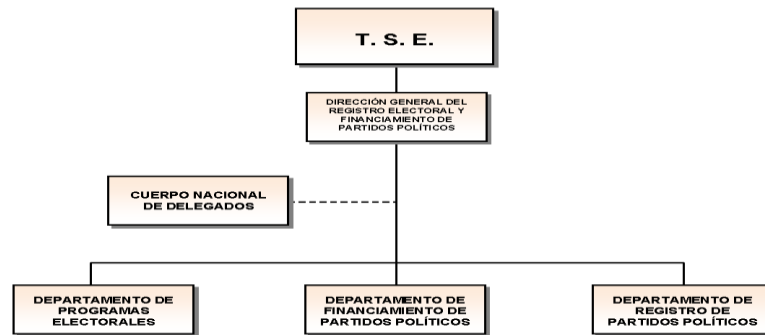 T. S. E.
DIRECCIÓN GENERAL DEL
REGISTRO ELECTORAL Y
FINANCIAMIENTO DE
PARTIDOS POLÍTICOS
CUERPO NACIONAL
DE DELEGADOS
DEPARTAMENTO DE
PROGRAMAS
ELECTORALES
DEPARTAMENTO DE
FINANCIAMIENTO DE
PARTIDOS POLÍTICOS
DEPARTAMENTO DE
REGISTRO DE
PARTIDOS POLÍTICOS